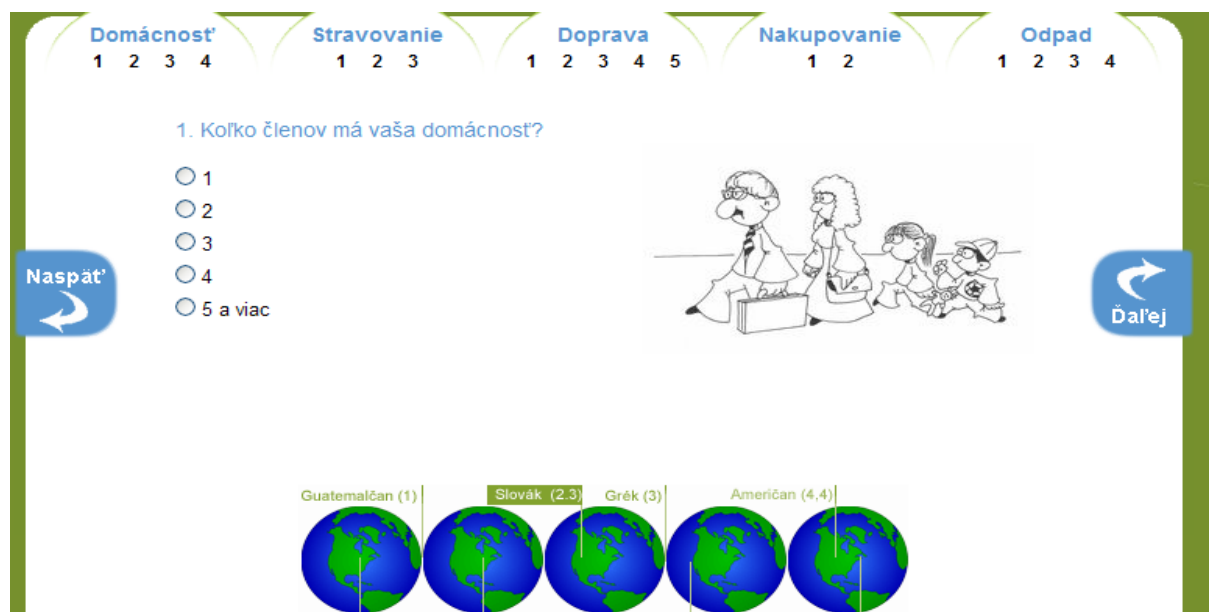 Domácnosť Stravovanie Doprava Nakupovanie Odpad
1 2 3 4 1 2 3 1 2 3 4 5 1 2 1 2 3 4
1. Koľko členov má vaša domácnosť?
1
2
3
4
5 a viac
Naspäť
Ďaľej
Guatemalčan (1) Slovák (2.3) Grék (3) Američan (4,4)